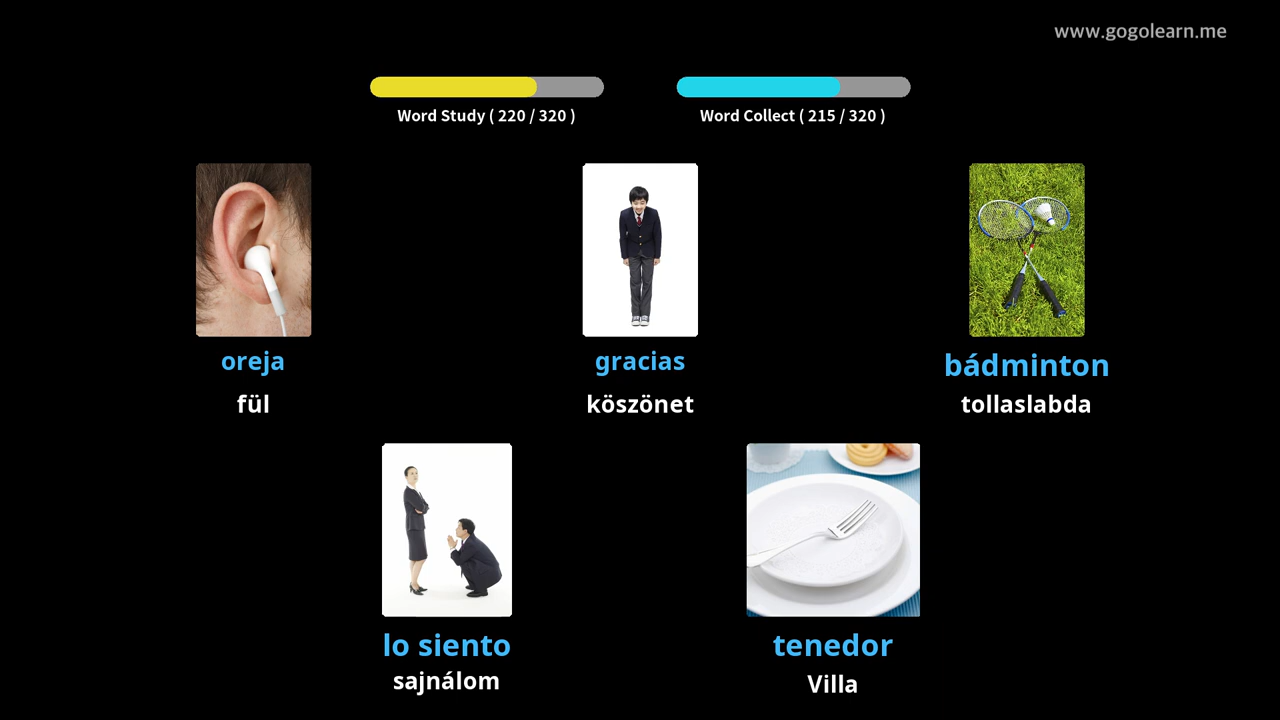 www.gogolearn.me
Word Study ( 220 / 320 )
Word Collect ( 215 / 320 )
oreja
gracias
bádminton
fül
köszönet
tollaslabda
lo siento
tenedor
sajnálom
Villa